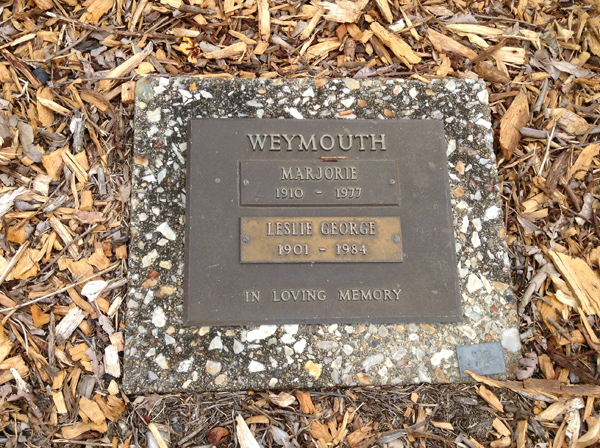 WEYMOUTH
MARJORIE
1910 - 1977
LESLIE GEORGE
1901 - 1984
IN LOVING MEMORY